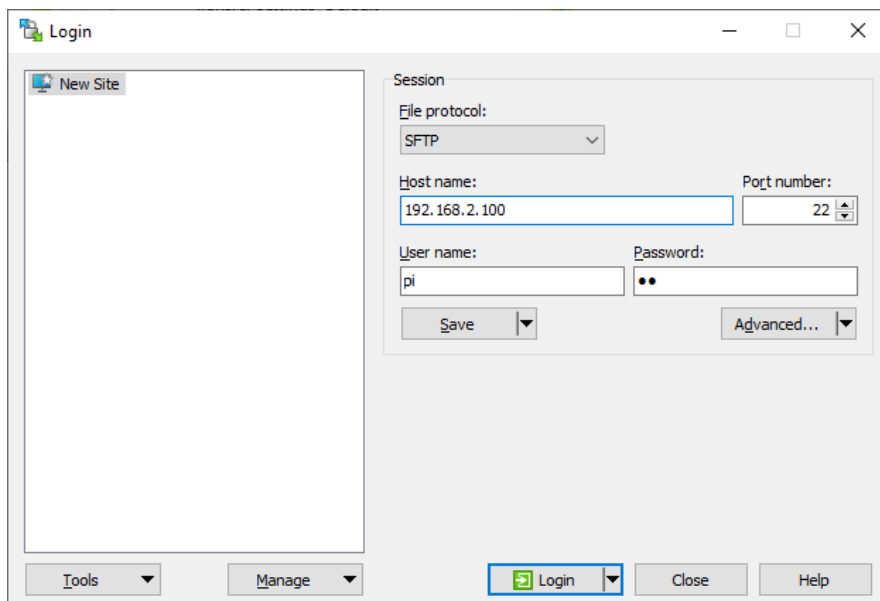 Login
New Site
Session
File protocol:
SFTP
Host name:
Port number:
192.168.2.100
22
User name:
Password:
pi
●●
Save
Advanced...
Tools
Manage
Login
Close
Help